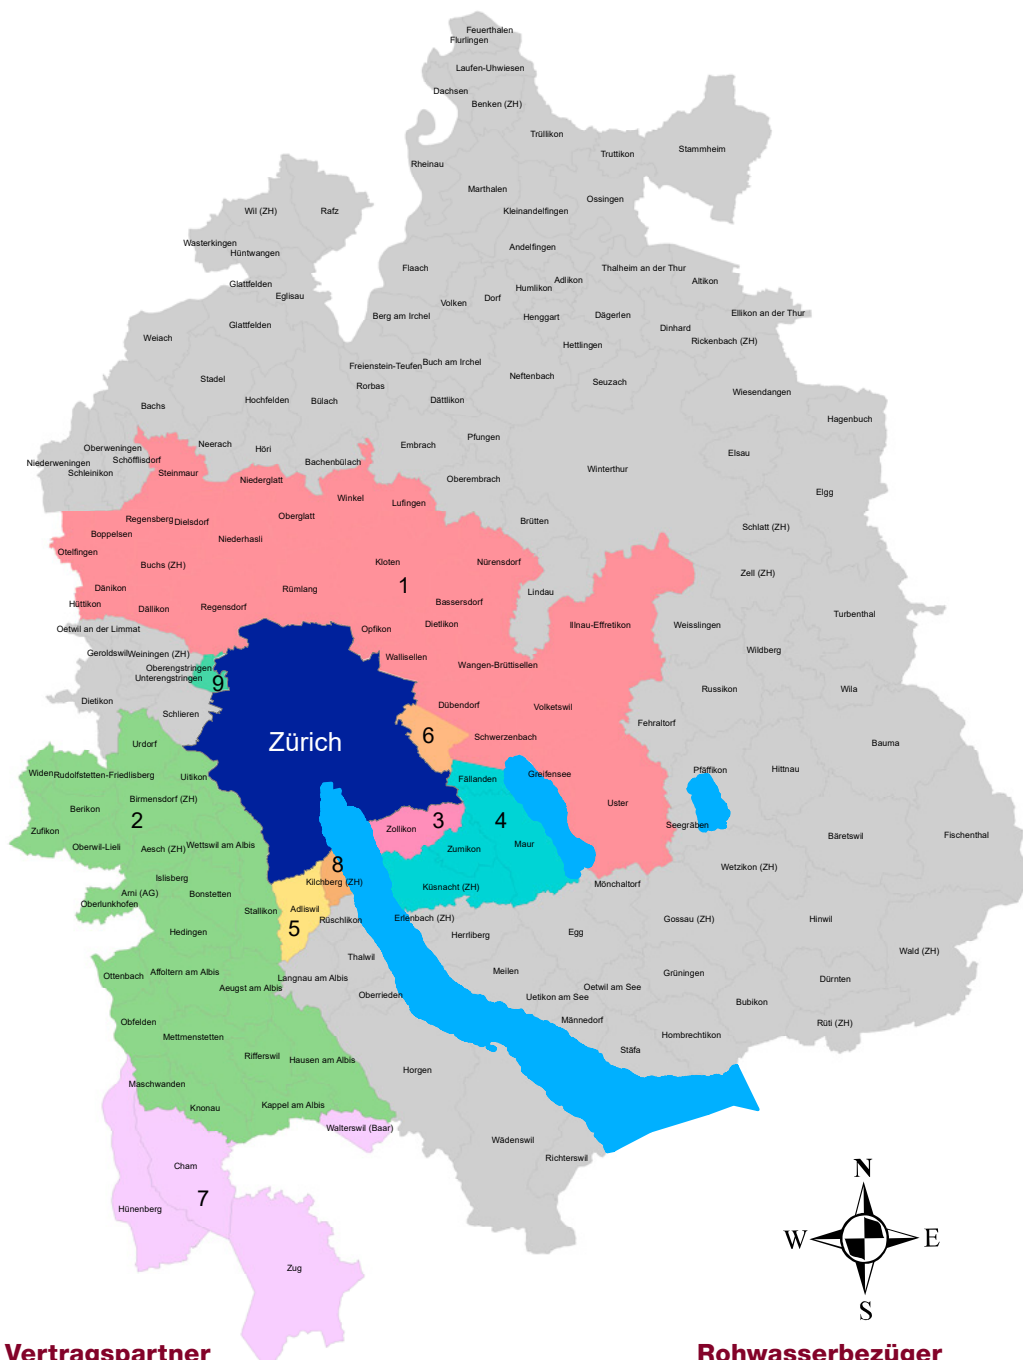 Feuerthalen
Flurlingen
Laufen-Uhwiesen
Dachsen
Benken (ZH)
Trüllikon
Truttikon
Stammheim
Rheinau
Marthalen
Ossingen
Kleinandelfingen
Wil (ZH)
Rafz
Wasterkingen
Hüntwangen
Andelfingen
Flaach
Thalheim an der Thur
Adlikon
Altikon
Humlikon
Glattfelden
Eglisau
Volken
Dorf
Berg am Irchel
Henggart
Dägerlen
Ellikon an der Thur
Dinhard
Glattfelden
Weiach
Hettlingen
Rickenbach (ZH)
Freienstein-Teufen
Buch am Irchel
Rorbas
Neftenbach
Seuzach
Stadel
Wiesendangen
Hochfelden
Bülach
Dättlikon
Bachs
Hagenbuch
Pfungen
Neerach
Höri
Embrach
Oberweningen
Schöfflisdorf
Niederweningen
Schleinikon
Steinmaur
Bachenbülach
Elsau
Winterthur
Niederglatt
Oberembrach
Elgg
Winkel
Lufingen
Regensberg
Dielsdorf
Oberglatt
Brütten
Schlatt (ZH)
Boppelsen
Niederhasli
Otelfingen
Buchs (ZH)
Kloten
Nürensdorf
Zell (ZH)
1
Dänikon
Rümlang
Lindau
Hüttikon
Dällikon
Regensdorf
Bassersdorf
Turbenthal
Oetwil an der Limmat
Opfikon
Dietlikon
Illnau-Effretikon
Weisslingen
Geroldswil
Weiningen (ZH)
Wallisellen
Wangen-Brüttisellen
Wildberg
Oberengstringen
Unterengstringen
9
Russikon
Wila
Dietikon
Schlieren
Dübendorf
Volketswil
Fehraltorf
Zürich
6
Schwerzenbach
Urdorf
Bauma
Widen
Rudolfstetten-Friedlisberg
Uitikon
Fällanden
Greifensee
Pfäffikon
Hittnau
Birmensdorf (ZH)
Berikon
2
Zufikon
Zollikon
3
4
Uster
Seegräben
Bäretswil
Fischenthal
Oberwil-Lieli
Aesch (ZH)
Wettswil am Albis
Zumikon
Maur
Islisberg
8
Kilchberg (ZH)
Wetzikon (ZH)
Arni (AG)
Bonstetten
Küsnacht (ZH)
Mönchaltorf
Oberlunkhofen
Stallikon
Adliswil
5
Rüschlikon
Erlenbach (ZH)
Gossau (ZH)
Hinwil
Hedingen
Herrliberg
Egg
Wald (ZH)
Thalwil
Ottenbach
Affoltern am Albis
Langnau am Albis
Meilen
Grüningen
Dürnten
Aeugst am Albis
Oberrieden
Uetikon am See
Oetwil am See
Bubikon
Obfelden
Männedorf
Rüti (ZH)
Mettmenstetten
Hombrechtikon
Stäfa
Rifferswil
Hausen am Albis
Horgen
Maschwanden
Knonau
Kappel am Albis
Walterswil (Baar)
Wädenswil
Richterswil
Cham
7
Hünenberg
Zug
N
W
E
S
Vertragspartner
Rohwasserbezüger